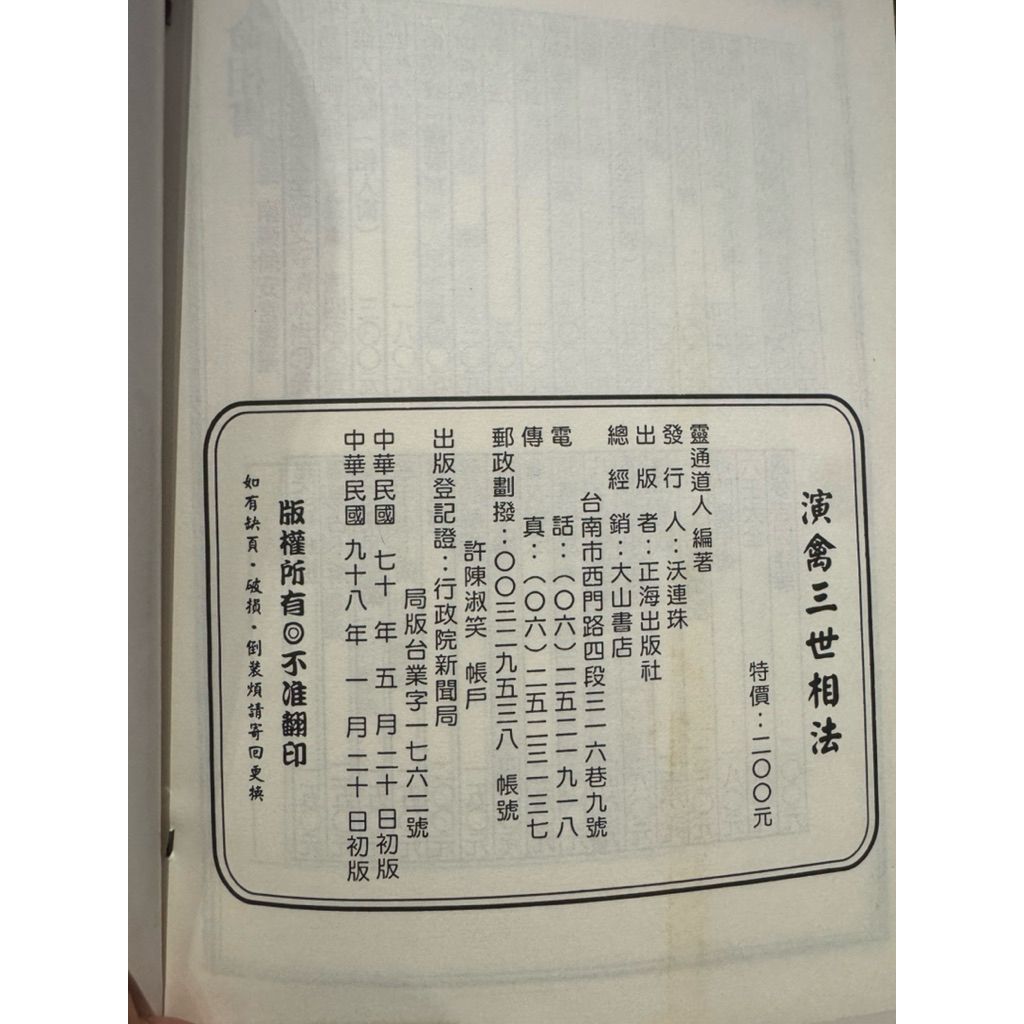 演禽三世相法
特價：二○○元
靈通道人 編著
發行人：沃連珠
出版者：正海出版社
總經銷：大山書店
台南市西門路四段三一六巷九號
電話：（○六）二五二一九一八
傳真：（○六）二五二三一三七
郵政劃撥：○○三二九五三八 帳號
許陳淑笑 帳戶
出版登記證：行政院新聞局
局版台業字一七六二號
中華民國 七十 年 五 月 二十 日初版
中華民國 九十八 年 一 月 二十 日初版
版權所有◎不准翻印
如有缺頁・破損・倒裝煩請寄回更換